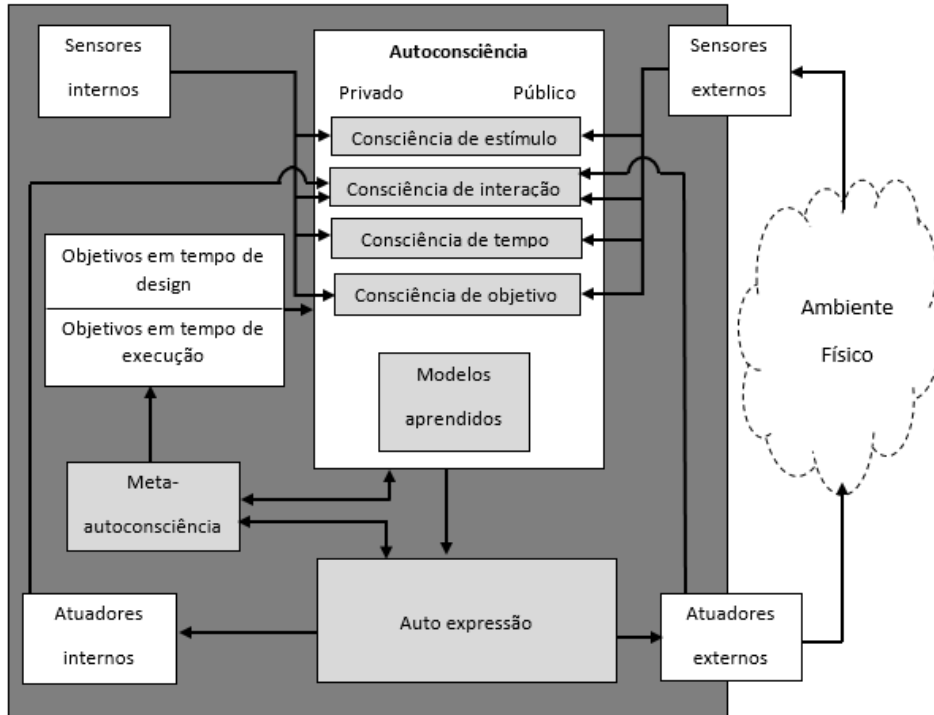 Sensores
internos
Autoconsciência
Privado
Público
Sensores
externos
Consciência de estímulo
Consciência de interação
Consciência de tempo
Consciência de objetivo
Objetivos em tempo de
design
Objetivos em tempo de
execução
Ambiente
Físico
Modelos
aprendidos
Meta-
autoconsciência
Atuadores
internos
Auto expressão
Atuadores
externos